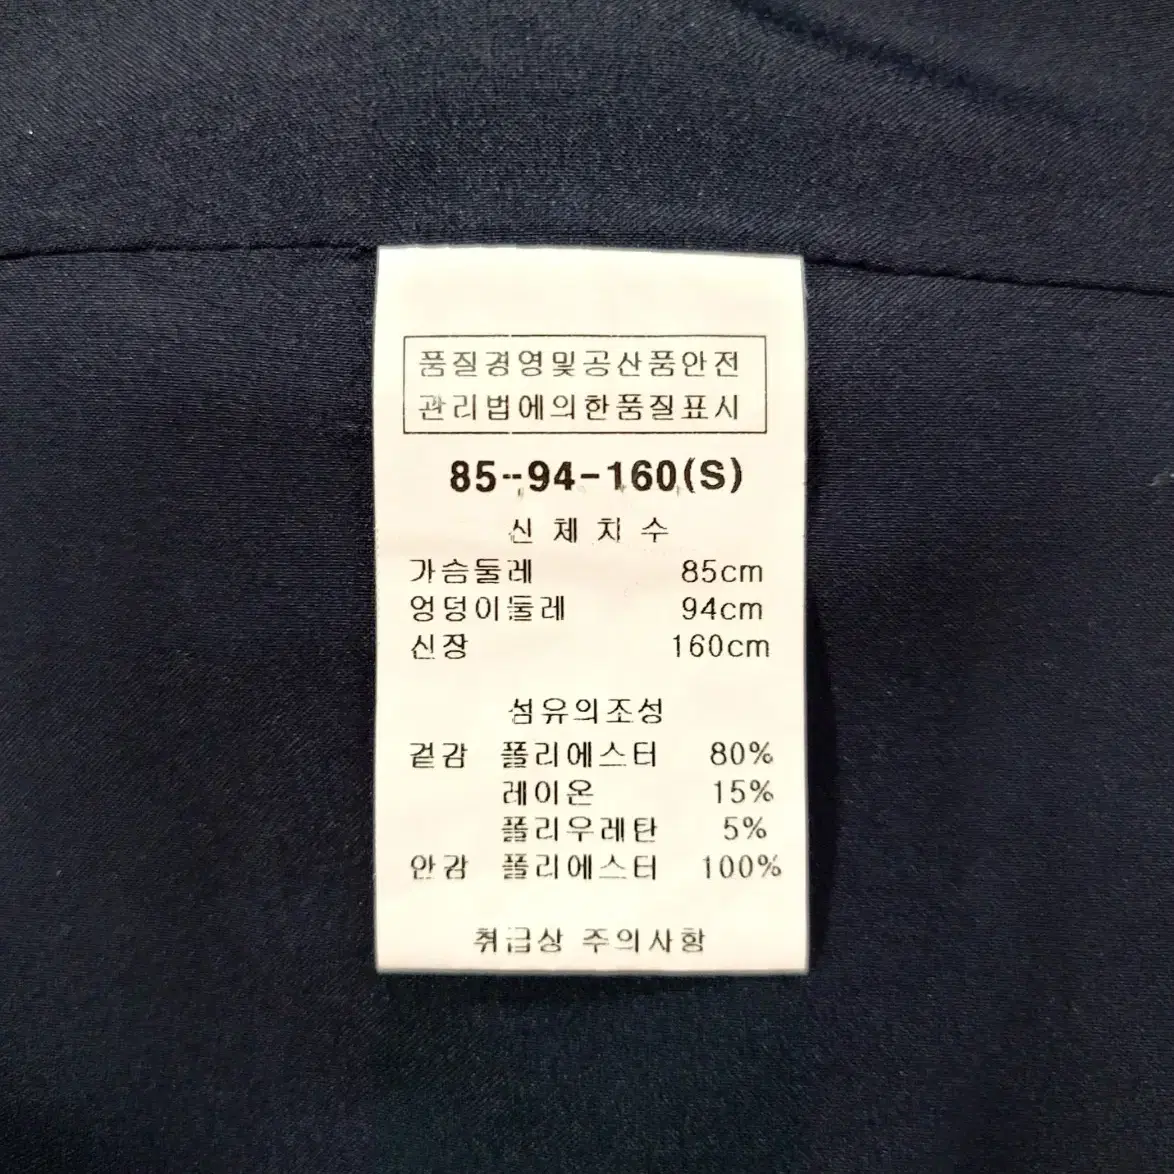 품질경영및공산품안전
관리법에의한품질표시
85-94-160(S)
신체치수
가슴둘레 85cm
엉덩이둘레 94cm
신장 160cm
섬유의조성
겉감 폴리에스터 80%
레이온 15%
폴리우레탄 5%
안감 폴리에스터 100%
취급상 주의사항